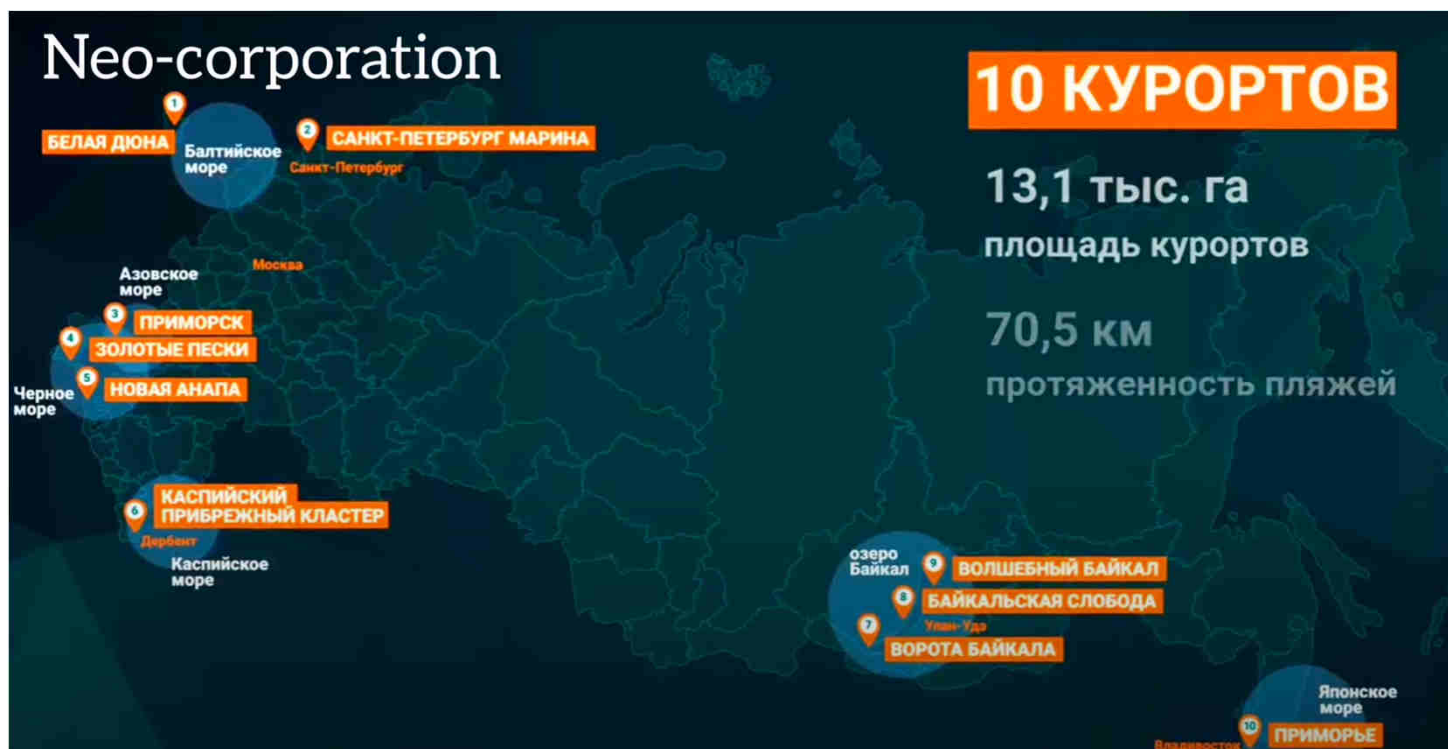 Neo-corporation
10 КУРОРТОВ
13,1 тыс. га
площадь курортов
70,5 км
протяженность пляжей
1
БЕЛАЯ ДЮНА
Балтийское
море
2
САНКТ-ПЕТЕРБУРГ МАРИНА
Санкт-Петербург
Москва
Азовское
море
3
ПРИМОРСК
4
ЗОЛОТЫЕ ПЕСКИ
5
НОВАЯ АНАПА
Черное
море
6
КАСПИЙСКИЙ
ПРИБРЕЖНЫЙ КЛАСТЕР
Дербент
Каспийское
море
озеро
Байкал
9
ВОЛШЕБНЫЙ БАЙКАЛ
8
БАЙКАЛЬСКАЯ СЛОБОДА
Улан-Удэ
7
ВОРОТА БАЙКАЛА
Японское
море
10
ПРИМОРЬЕ
Владивосток